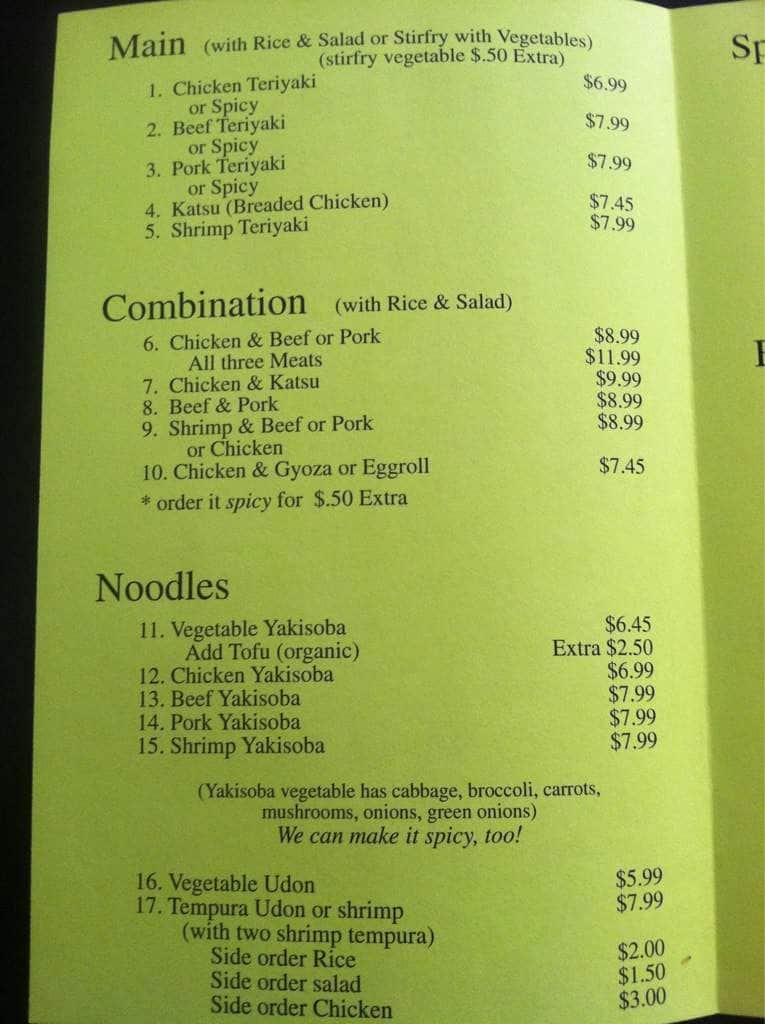 Main (with Rice & Salad or Stirfry with Vegetables)
(stirfry vegetable $.50 Extra)
1. Chicken Teriyaki $6.99
or Spicy
2. Beef Teriyaki $7.99
or Spicy
3. Pork Teriyaki $7.99
or Spicy
4. Katsu (Breaded Chicken) $7.45
5. Shrimp Teriyaki $7.99
Combination (with Rice & Salad)
6. Chicken & Beef or Pork $8.99
All three Meats $11.99
7. Chicken & Katsu $9.99
8. Beef & Pork $8.99
9. Shrimp & Beef or Pork $8.99
or Chicken
10. Chicken & Gyoza or Eggroll $7.45
* order it spicy for $.50 Extra
Noodles
11. Vegetable Yakisoba $6.45
Add Tofu (organic) Extra $2.50
12. Chicken Yakisoba $6.99
13. Beef Yakisoba $7.99
14. Pork Yakisoba $7.99
15. Shrimp Yakisoba $7.99
(Yakisoba vegetable has cabbage, broccoli, carrots,
mushrooms, onions, green onions)
We can make it spicy, too!
16. Vegetable Udon $5.99
17. Tempura Udon or shrimp $7.99
(with two shrimp tempura)
Side order Rice $2.00
Side order salad $1.50
Side order Chicken $3.00